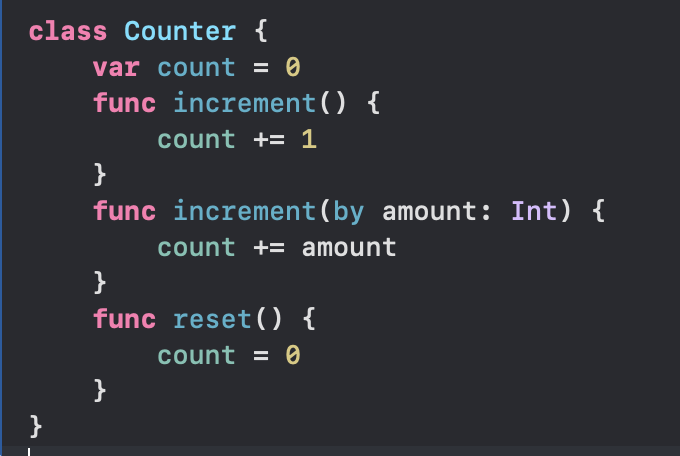 class Counter {
    var count = 0
    func increment() {
        count += 1
    }
    func increment(by amount: Int) {
        count += amount
    }
    func reset() {
        count = 0
    }
}